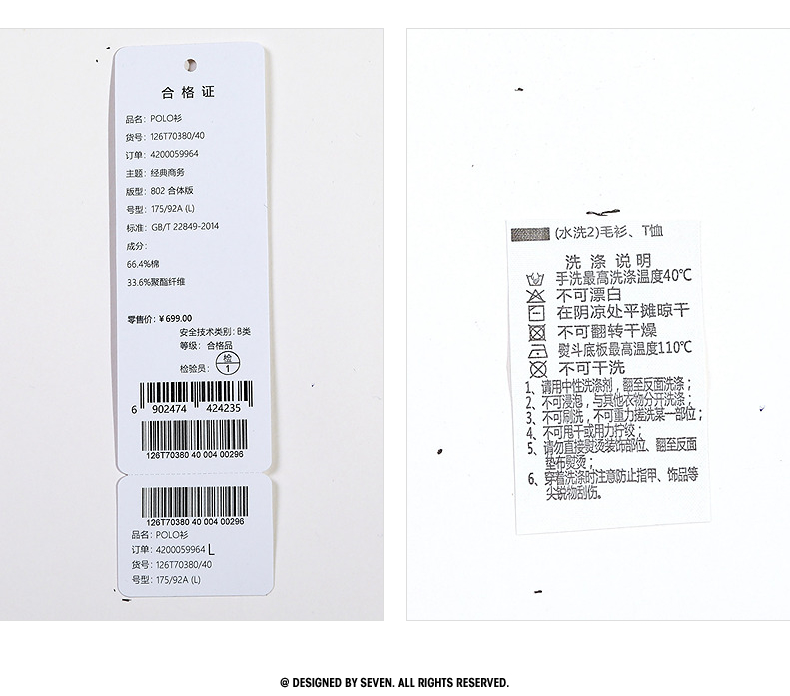 合格证
品名：POLO衫
货号：126T70380/40
订单：4200059964
主题：经典商务
版型：802 合体版
号型：175/92A (L)
标准：GB/T 22849-2014
成分：
66.4%棉
33.6%聚酯纤维
零售价：¥699.00
安全技术类别：B类
等级：合格品
检验员：检 1
6 902474 424235
126T70380 40 004 00296
126T70380 40 004 00296
品名：POLO衫
订单：4200059964 L
货号：126T70380/40
号型：175/92A (L)
(水洗2)毛衫、T恤
洗涤说明
手洗最高洗涤温度40℃
不可漂白
在阴凉处平摊晾干
不可翻转干燥
熨斗底板最高温度110℃
不可干洗
1、请用中性洗涤剂，翻至反面洗涤；
2、不可浸泡，与其他衣物分开洗涤；
3、不可刷洗，不可重力搓洗某一部位；
4、不可甩干或用力拧绞；
5、请勿直接熨烫装饰部位、翻至反面
垫布熨烫；
6、穿着洗涤时注意防止指甲、饰品等
尖锐物刮伤。
@ DESIGNED BY SEVEN. ALL RIGHTS RESERVED.